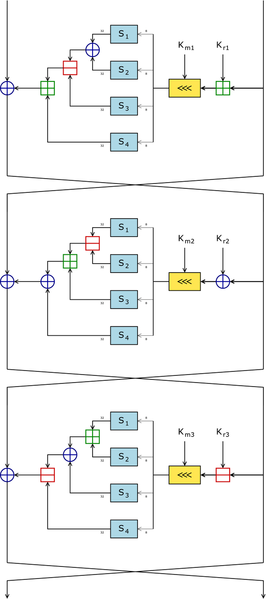 S1
Km1 Kr1
S2
<<<
S3
S4
S1
Km2 Kr2
S2
<<<
S3
S4
S1
Km3 Kr3
S2
<<<
S3
S4